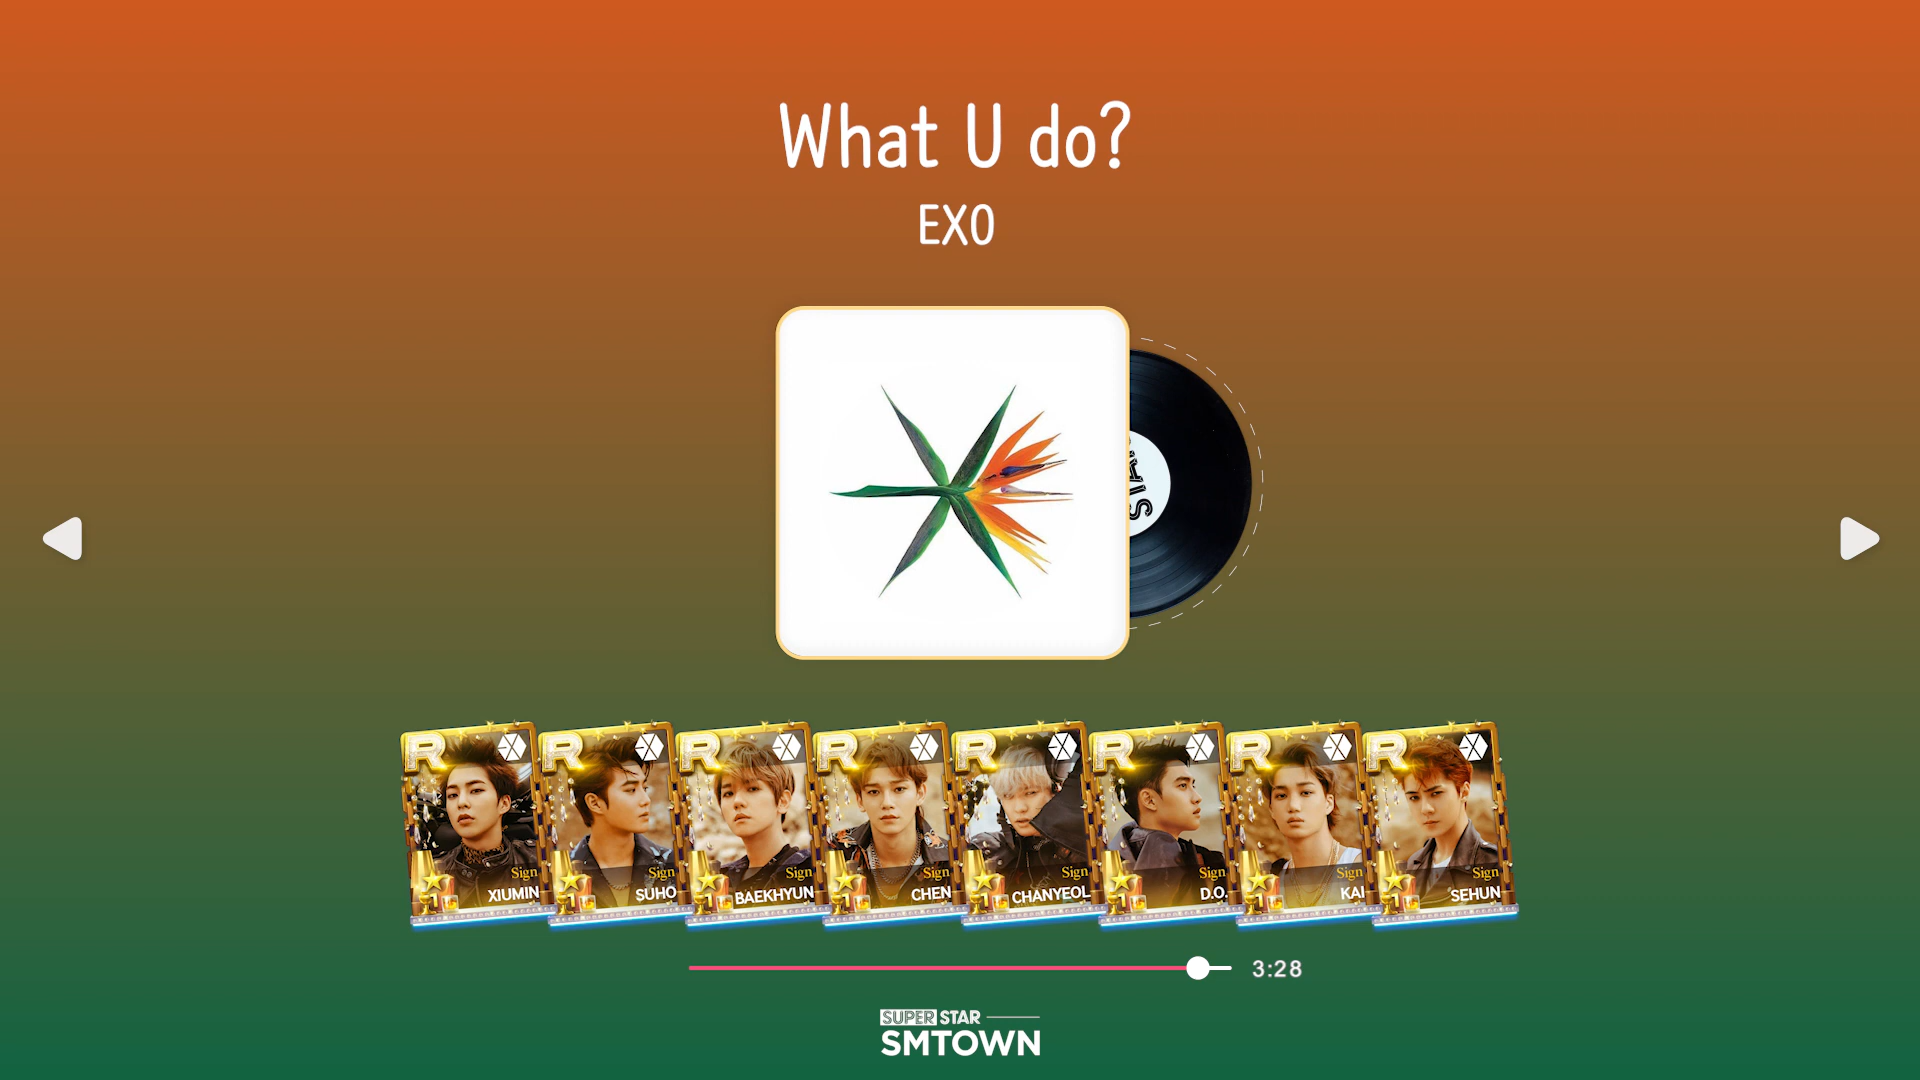 What U do?
EXO
R
Sign
XIUMIN
R
Sign
SUHO
R
Sign
BAEKHYUN
R
Sign
CHEN
R
Sign
CHANYEOL
R
Sign
D.O.
R
Sign
KAI
R
Sign
SEHUN
3:28
SUPER STAR
SMTOWN